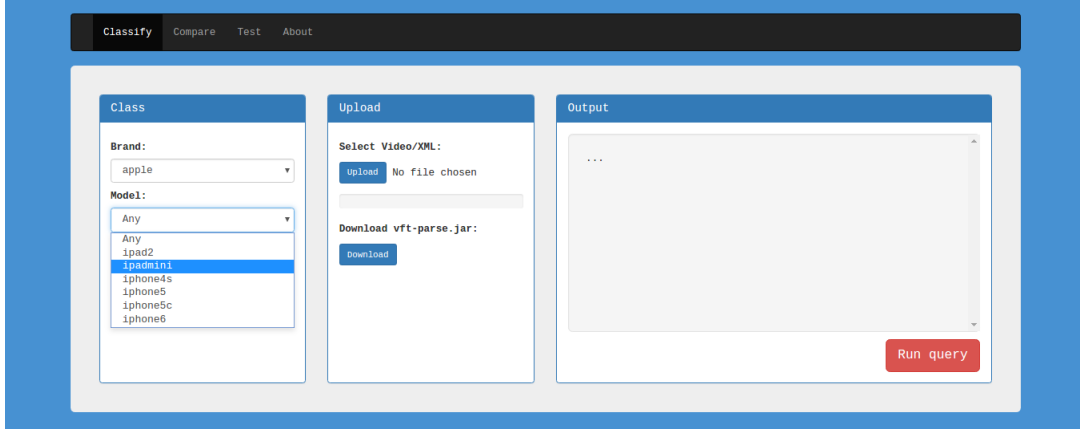 Classify Compare Test About
Class
Brand:
apple
Model:
Any
Any
ipad2
ipadmini
iphone4s
iphone5
iphone5c
iphone6
Upload
Select Video/XML:
Upload No file chosen
Download vft-parse.jar:
Download
Output
...
Run query